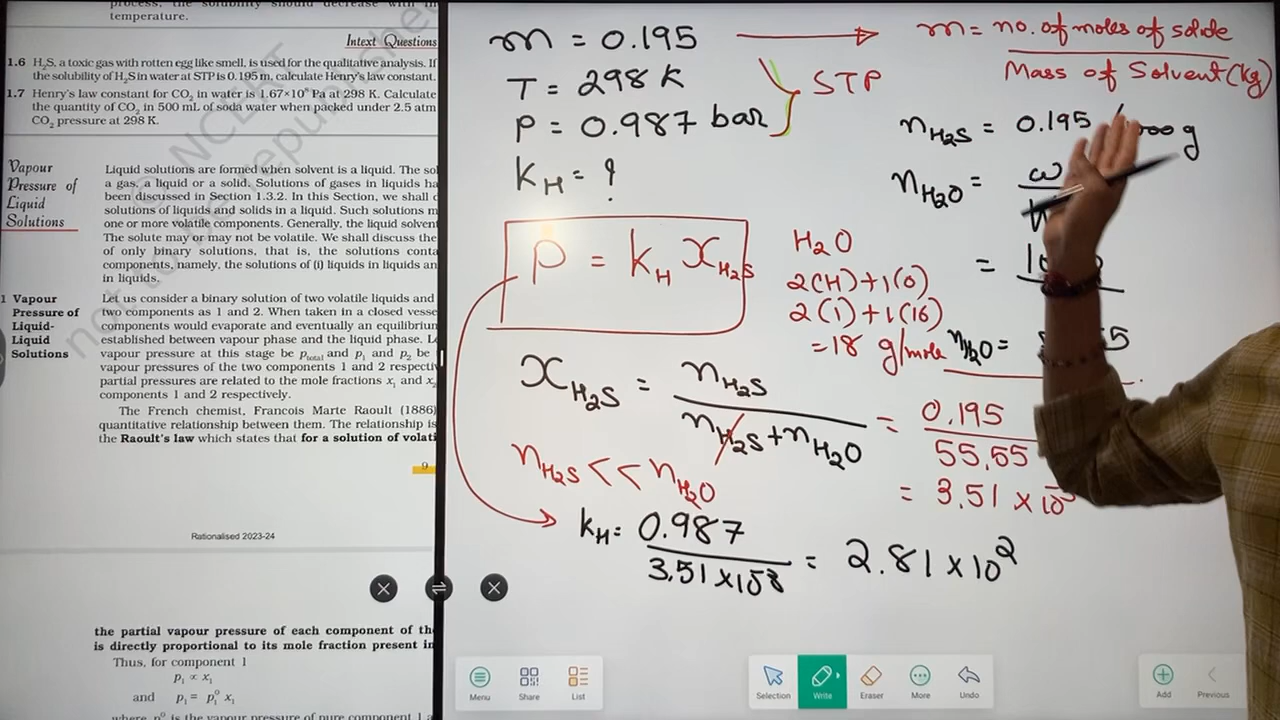 process, the solubility should decrease with
temperature.
Intext Questions
1.6 H₂S, a toxic gas with rotten egg like smell, is used for the qualitative analysis. If
the solubility of H₂S in water at STP is 0.195 m, calculate Henry's law constant.
1.7 Henry's law constant for CO₂ in water is 1.67×10⁸ Pa at 298 K. Calculate
the quantity of CO₂ in 500 mL of soda water when packed under 2.5 atm
CO₂ pressure at 298 K.
Vapour
Pressure of
Liquid
Solutions
Liquid solutions are formed when solvent is a liquid. The sol
a gas, a liquid or a solid. Solutions of gases in liquids ha
been discussed in Section 1.3.2. In this Section, we shall
solutions of liquids and solids in a liquid. Such solutions m
one or more volatile components. Generally, the liquid solven
The solute may or may not be volatile. We shall discuss the
of only binary solutions, that is, the solutions conta
components, namely, the solutions of (i) liquids in liquids an
in liquids.
1 Vapour
Pressure of
Liquid-
Liquid
Solutions
Let us consider a binary solution of two volatile liquids and
two components as 1 and 2. When taken in a closed vesse
components would evaporate and eventually an equilibriun
established between vapour phase and the liquid phase. L
vapour pressure at this stage be p total and p₁ and p₂ be
vapour pressures of the two components 1 and 2 respecti
partial pressures are related to the mole fractions x₁ and x
components 1 and 2 respectively.
The French chemist, Francois Marte Raoult (1886)
quantitative relationship between them. The relationship is
the Raoult's law which states that for a solution of volati
9
Rationalised 2023-24
the partial vapour pressure of each component of th
is directly proportional to its mole fraction present in
Thus, for component 1
p₁ ∝ x₁
and p₁ = p₁⁰ x₁
m = 0.195
T = 298 K
P = 0.987 bar
STP
K_H = ?
m = no. of moles of solide
Mass of Solvent (kg)
n_H₂S = 0.195 / g
n_H₂O = w
P = K_H x_H₂S
H₂O
2(H)+1(O)
2(1)+1(16)
=18 g/mole
n_H₂O =
x_H₂S = n_H₂S / n_H₂S + n_H₂O = 0.195 / 55.55
= 3.51 × 10
n_H₂S << n_H₂O
K_H = 0.987 / 3.51 × 10 = 2.81 × 10²
Menu
Share
List
Selection
Write
Eraser
More
Undo
Add
Previous